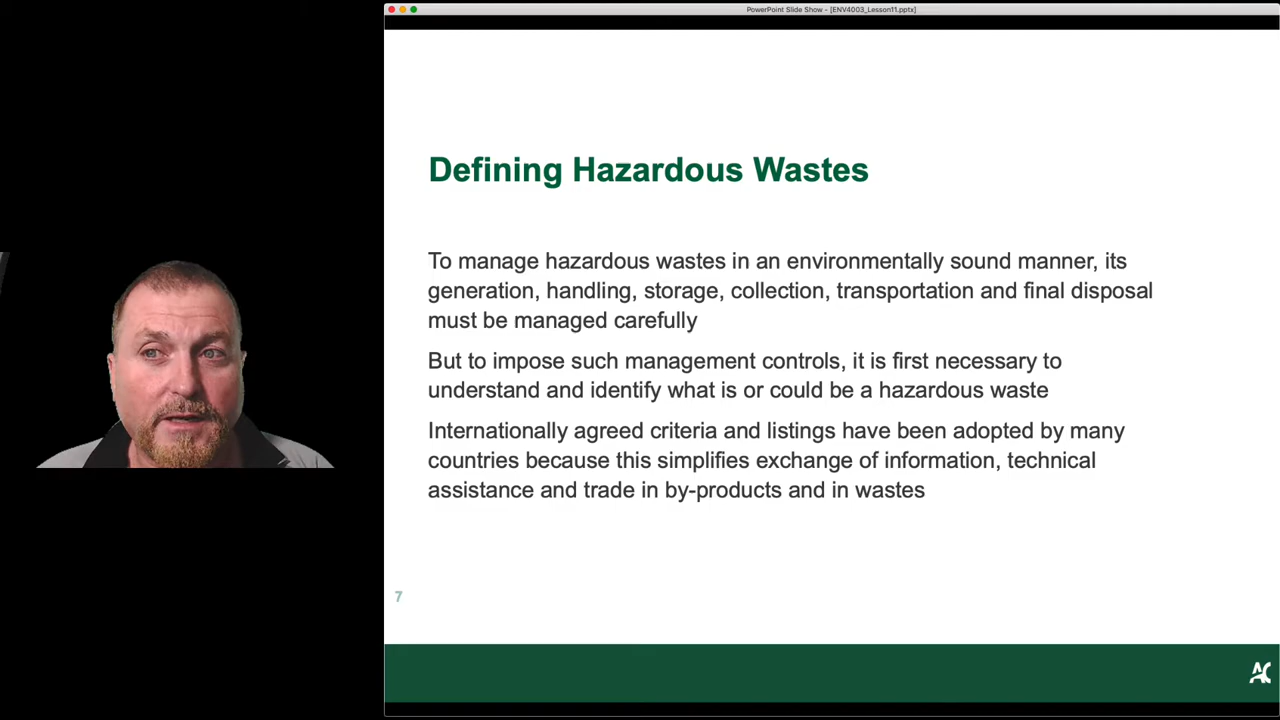 PowerPoint Slide Show - [ENV4003_Lesson11.pptx]
Defining Hazardous Wastes
To manage hazardous wastes in an environmentally sound manner, its
generation, handling, storage, collection, transportation and final disposal
must be managed carefully
But to impose such management controls, it is first necessary to
understand and identify what is or could be a hazardous waste
Internationally agreed criteria and listings have been adopted by many
countries because this simplifies exchange of information, technical
assistance and trade in by-products and in wastes
7
AC